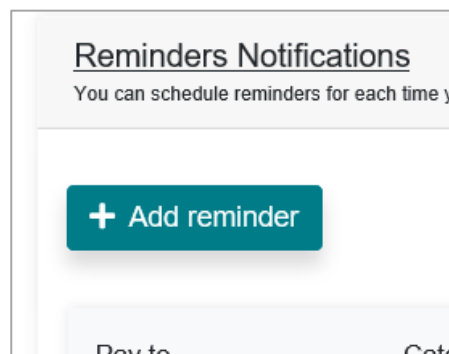 Reminders Notifications
You can schedule reminders for each time
Add reminder
Pay to